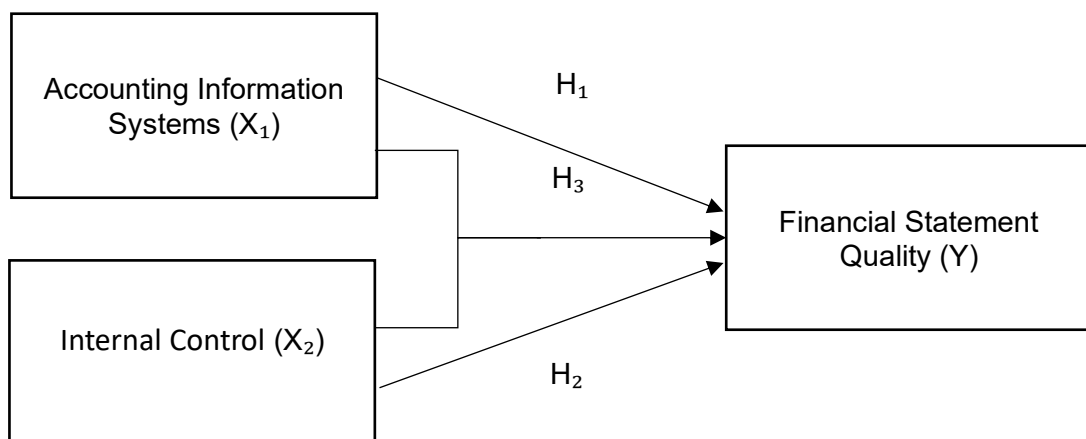 Accounting Information
Systems (X₁)
H₁
H₃
Financial Statement
Quality (Y)
Internal Control (X₂)
H₂